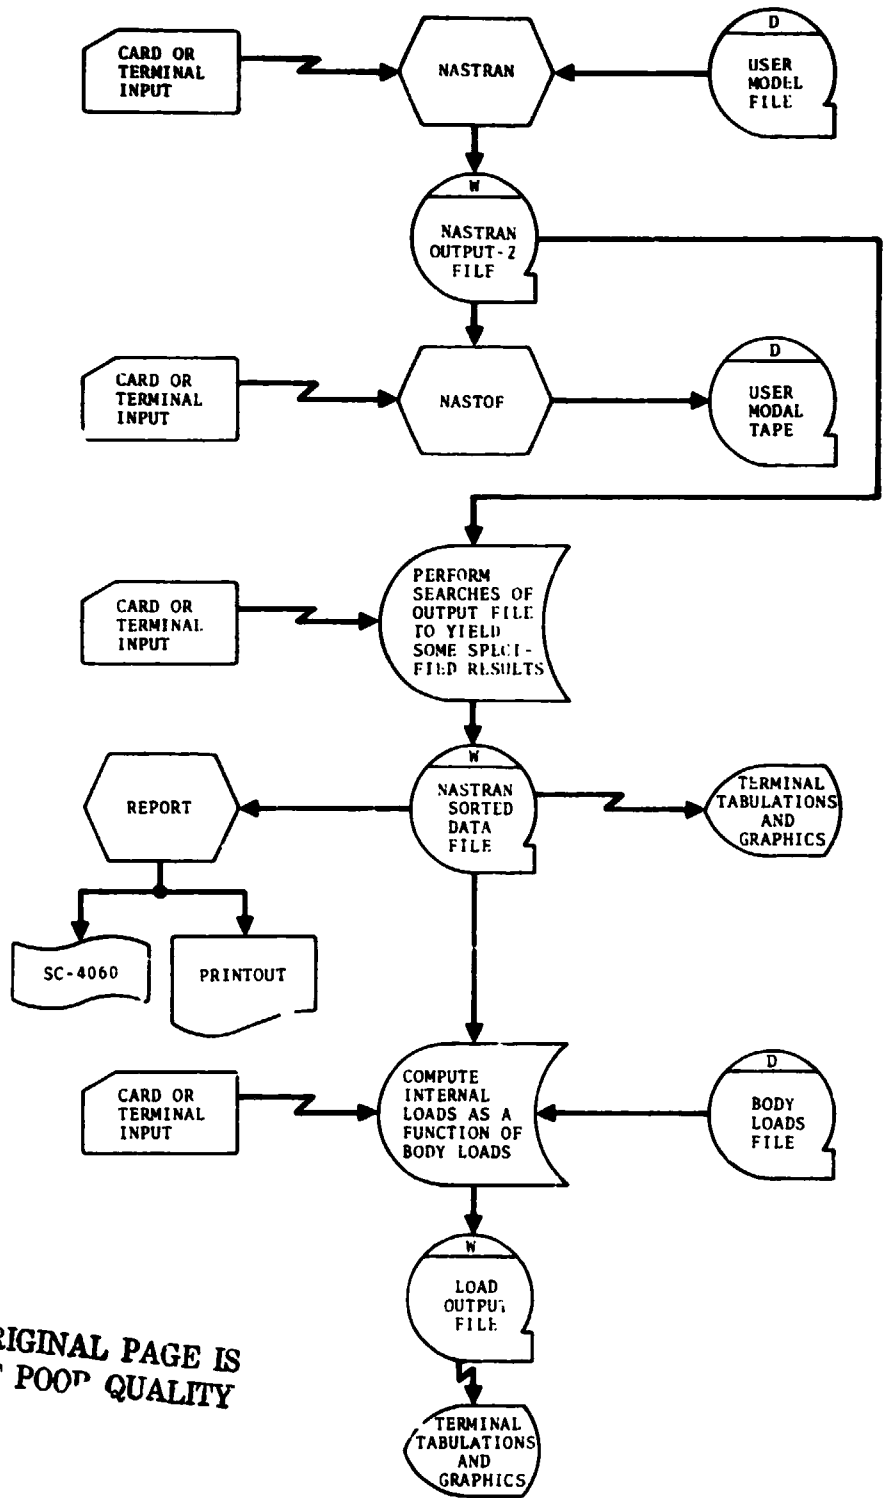 CARD OR
TERMINAL
INPUT
NASTRAN
D
USER
MODEL
FILE
W
NASTRAN
OUTPUT-2
FILE
CARD OR
TERMINAL
INPUT
NASTOF
D
USER
MODAL
TAPE
CARD OR
TERMINAL
INPUT
PERFORM
SEARCHES OF
OUTPUT FILE
TO YIELD
SOME SPECI-
FIED RESULTS
REPORT
W
NASTRAN
SORTED
DATA
FILE
TERMINAL
TABULATIONS
AND
GRAPHICS
SC-4060
PRINTOUT
CARD OR
TERMINAL
INPUT
COMPUTE
INTERNAL
LOADS AS A
FUNCTION OF
BODY LOADS
D
BODY
LOADS
FILE
W
LOAD
OUTPUT
FILE
RIGINAL PAGE IS
POOR QUALITY
TERMINAL
TABULATIONS
AND
GRAPHICS